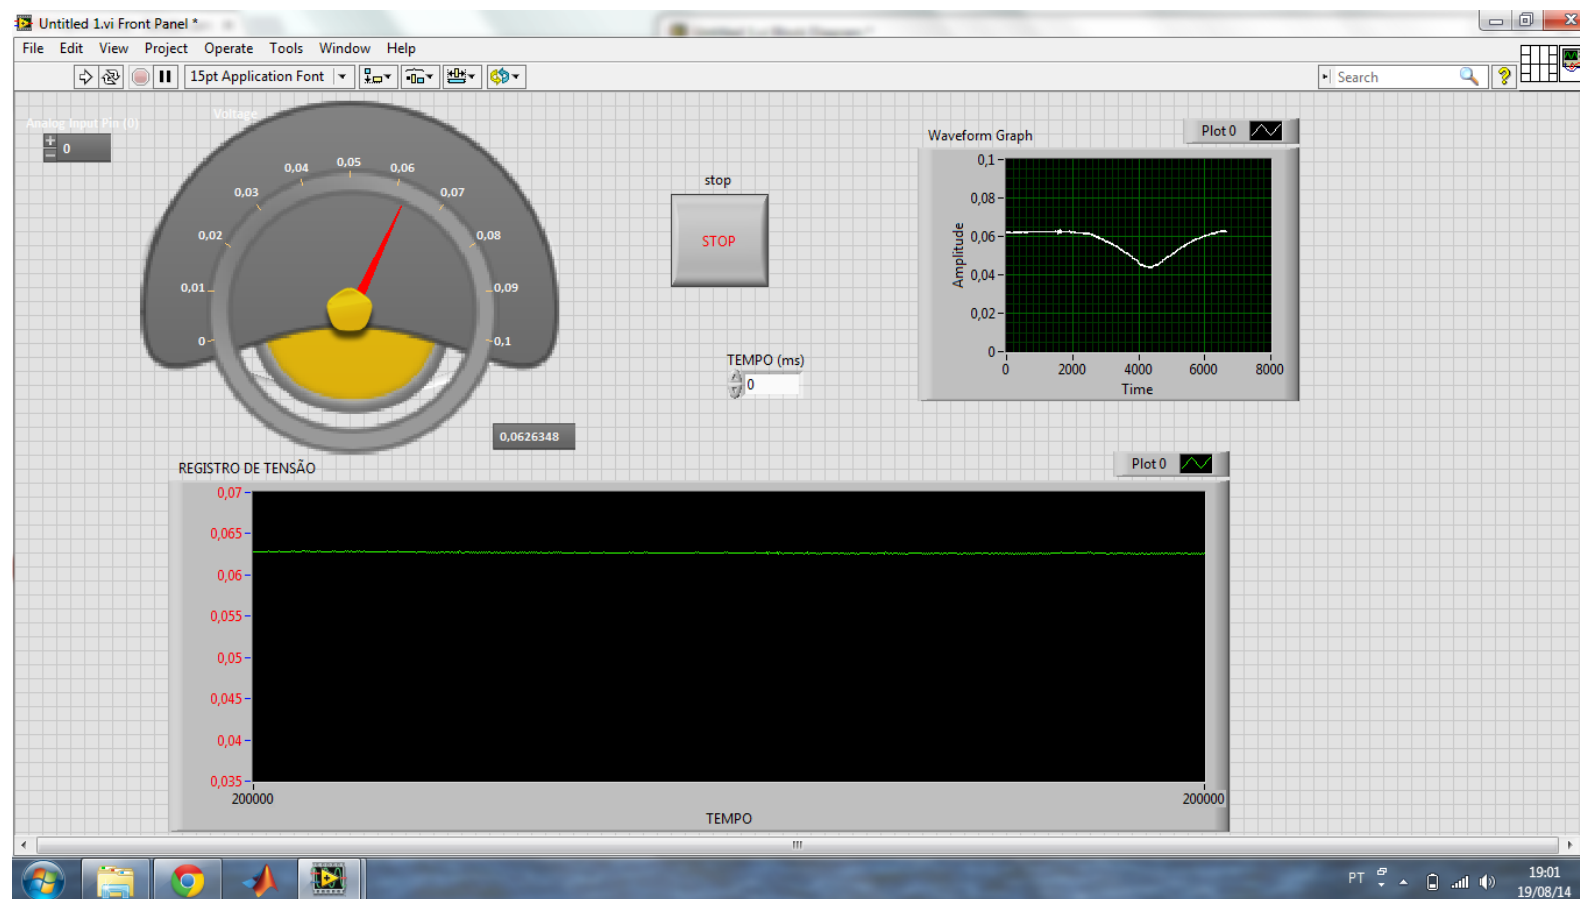 Untitled 1.vi Front Panel *
File Edit View Project Operate Tools Window Help
15pt Application Font
Search
Analog Input Pin (0)
0
Voltage
0
0,01
0,02
0,03
0,04
0,05
0,06
0,07
0,08
0,09
0,1
0,0626348
stop
STOP
TEMPO (ms)
0
Waveform Graph
Plot 0
0,1
0,08
0,06
0,04
0,02
0
Amplitude
0 2000 4000 6000 8000
Time
REGISTRO DE TENSÃO
Plot 0
0,07
0,065
0,06
0,055
0,05
0,045
0,04
0,035
200000 200000
TEMPO
PT
19:01
19/08/14